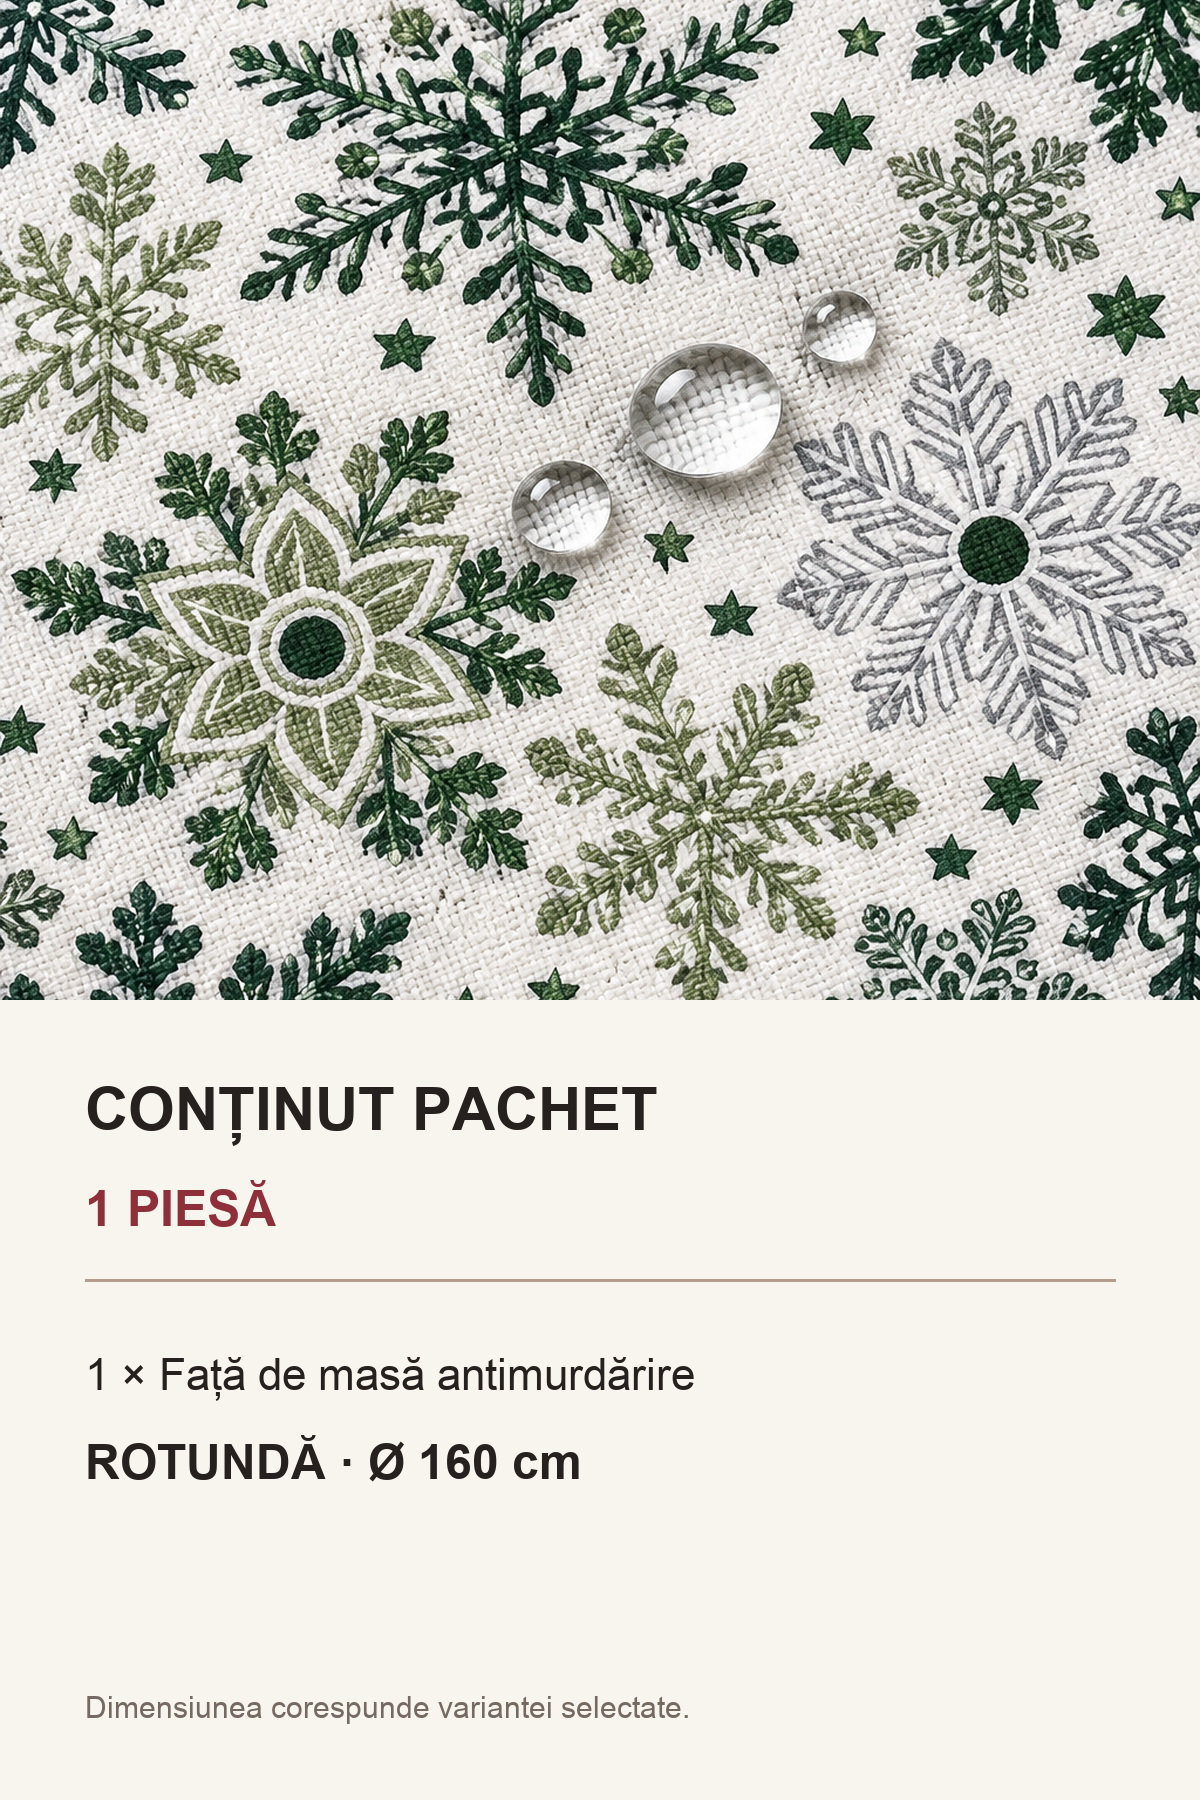 CONȚINUT PACHET
1 PIESĂ
1 × Față de masă antimurdărire
ROTUNDĂ · Ø 160 cm
Dimensiunea corespunde variantei selectate.